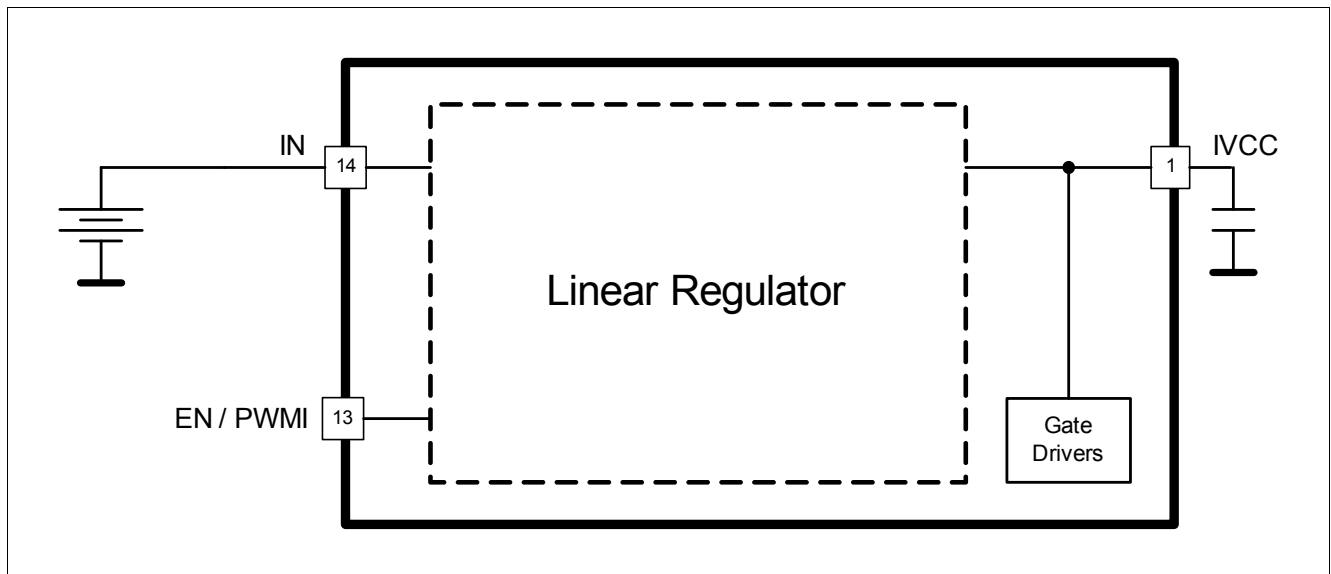 IN
14
1
IVCC
Linear Regulator
EN / PWMI
13
Gate
Drivers